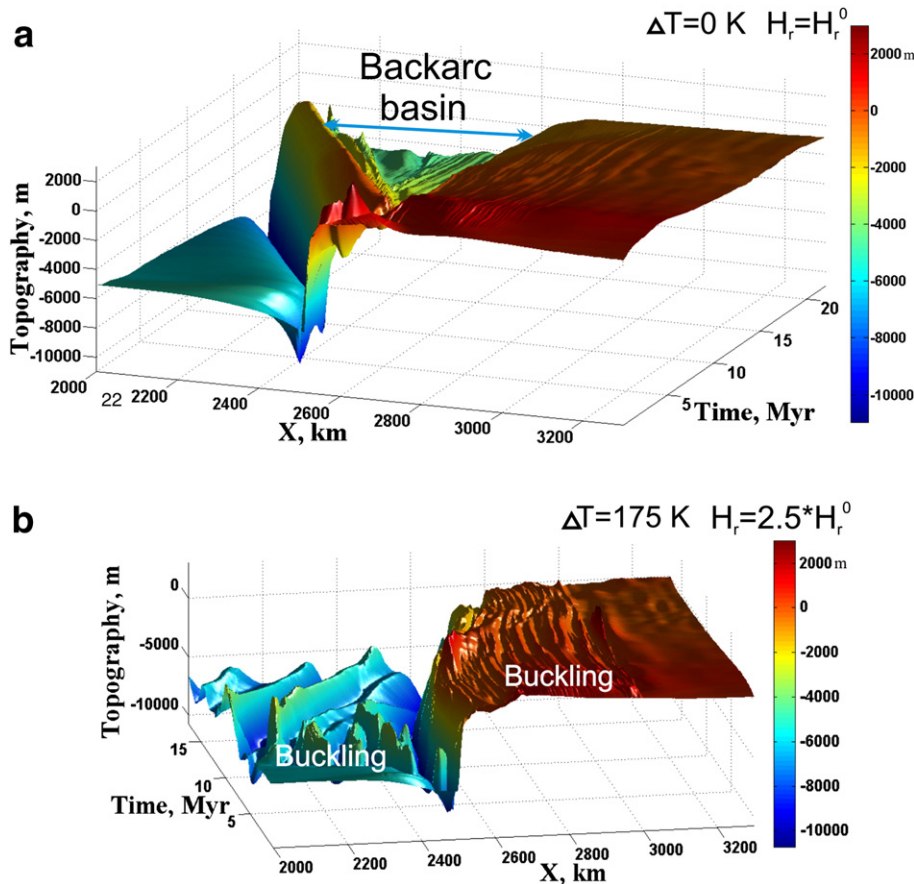 a
ΔT=0 K Hᵣ=Hᵣ⁰
Backarc
basin
2000 m
0
-2000
-4000
-6000
-8000
-10000
Topography, m
2000
0
-2000
-4000
-6000
-8000
-10000
2000
22
2200
2400
2600
2800
3000
3200
X, km
5
10
15
20
Time, Myr
b
ΔT=175 K Hᵣ=2.5*Hᵣ⁰
2000 m
0
-2000
-4000
-6000
-8000
-10000
Topography, m
0
-5000
-10000
Buckling
Buckling
15
10
5
Time, Myr
2000
2200
2400
2600
2800
3000
3200
X, km